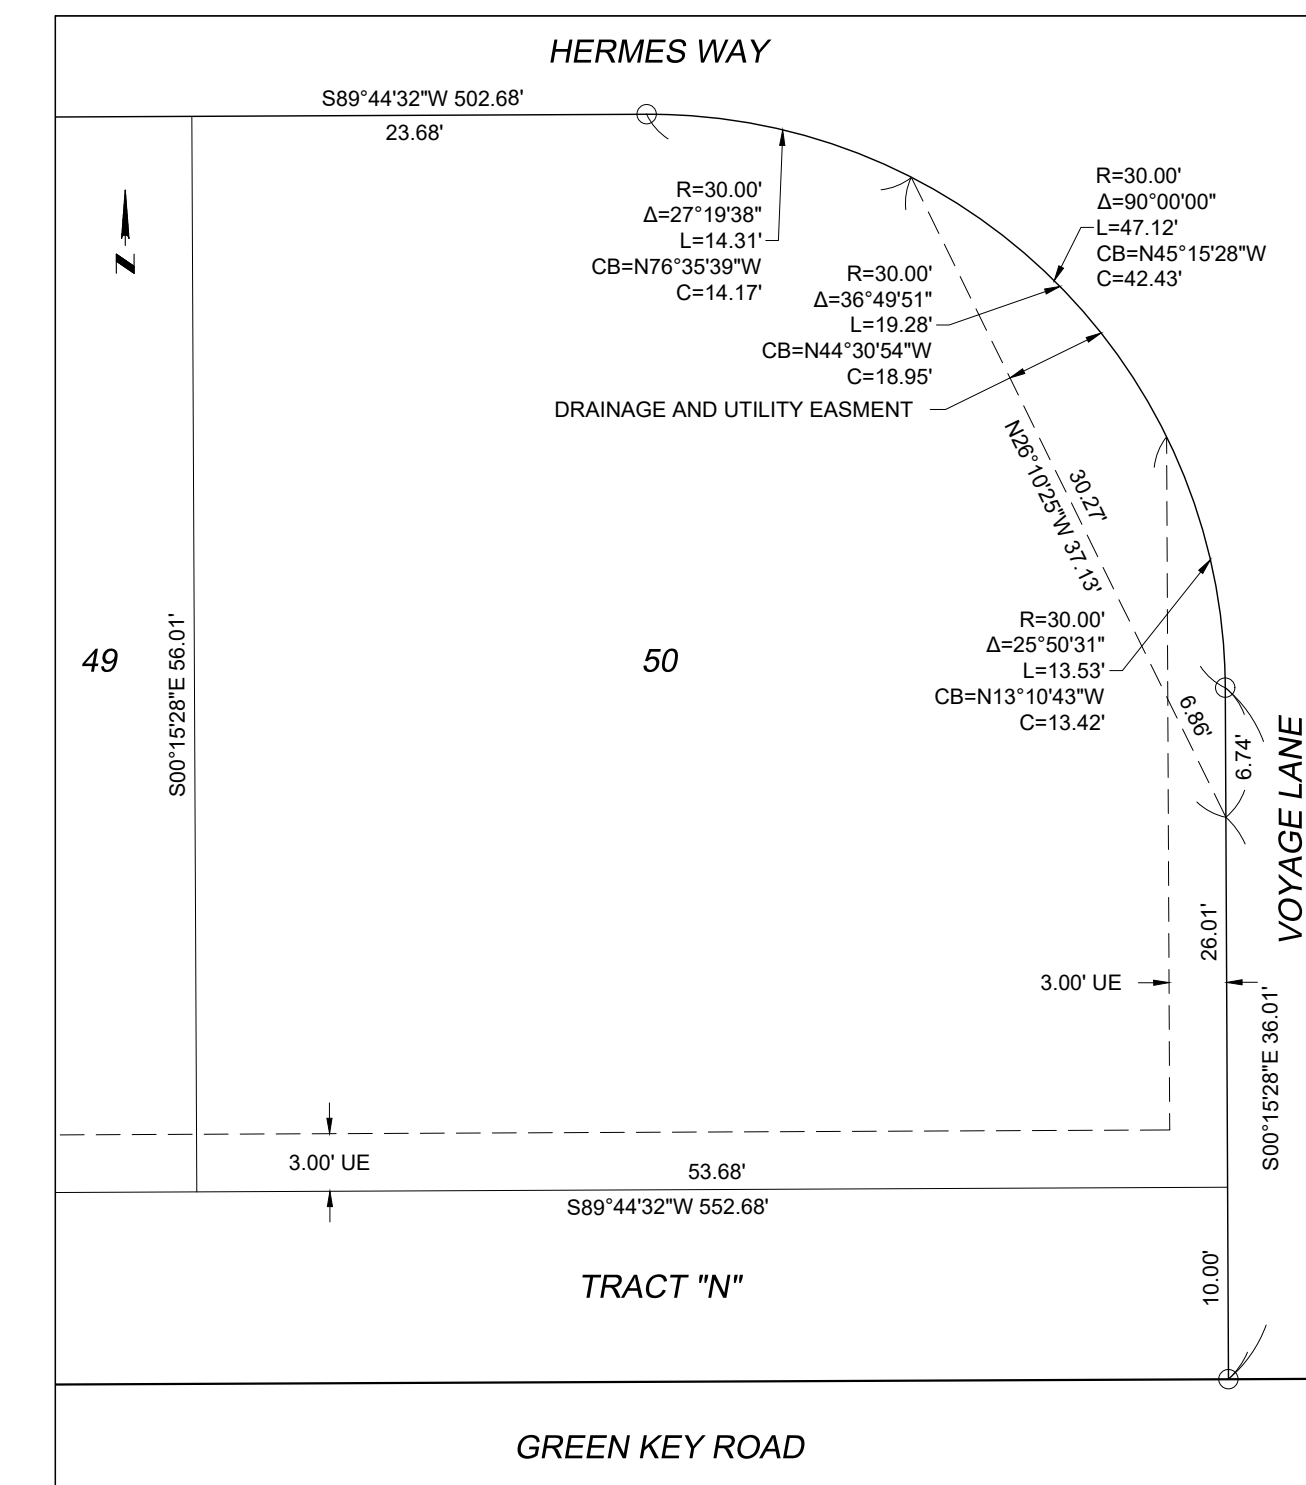 HERMES WAY
S89°44'32"W 502.68'
23.68'
R=30.00'
Δ=27°19'38"
L=14.31'
CB=N76°35'39"W
C=14.17'
R=30.00'
Δ=90°00'00"
L=47.12'
CB=N45°15'28"W
C=42.43'
Z
R=30.00'
Δ=36°49'51"
L=19.28'
CB=N44°30'54"W
C=18.95'
DRAINAGE AND UTILITY EASMENT
30.27'
N26°10'25"W 37.13'
R=30.00'
Δ=25°50'31"
L=13.53'
CB=N13°10'43"W
C=13.42'
49
S00°15'28"E 56.01'
50
6.86'
6.74'
VOYAGE LANE
26.01'
3.00' UE
S00°15'28"E 36.01'
3.00' UE
53.68'
S89°44'32"W 552.68'
TRACT "N"
10.00'
GREEN KEY ROAD